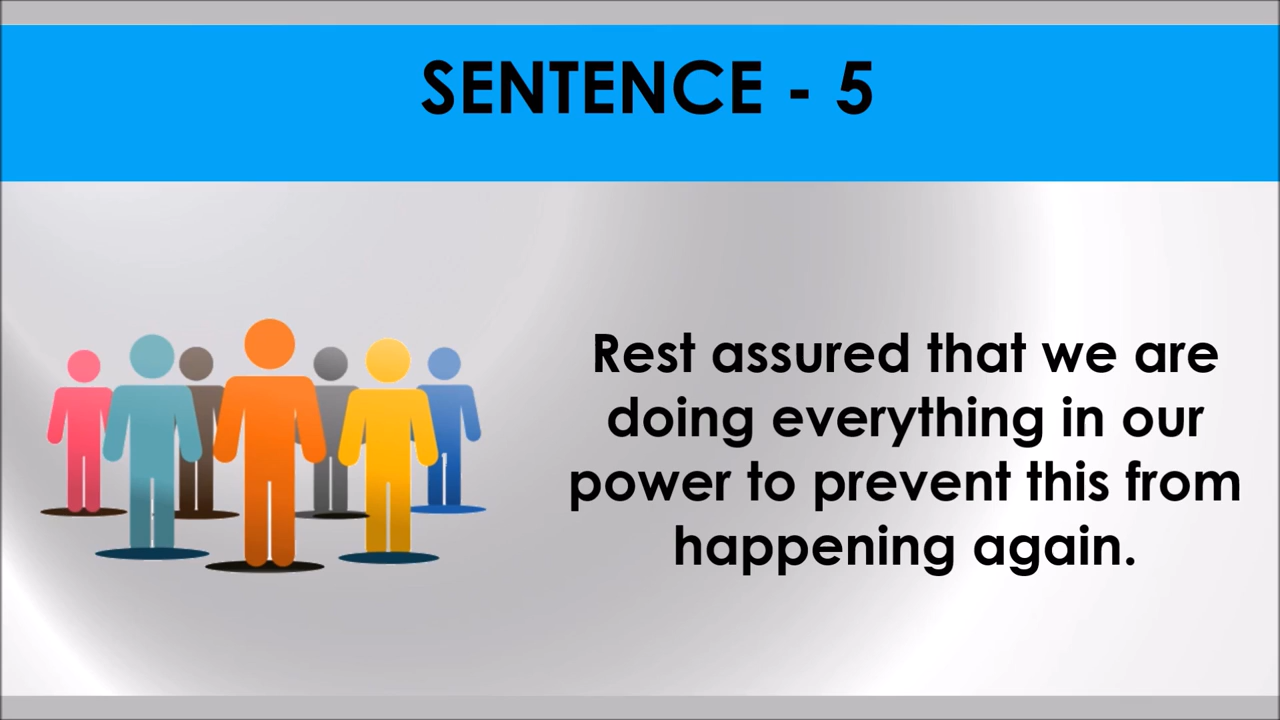 SENTENCE - 5
Rest assured that we are
doing everything in our
power to prevent this from
happening again.